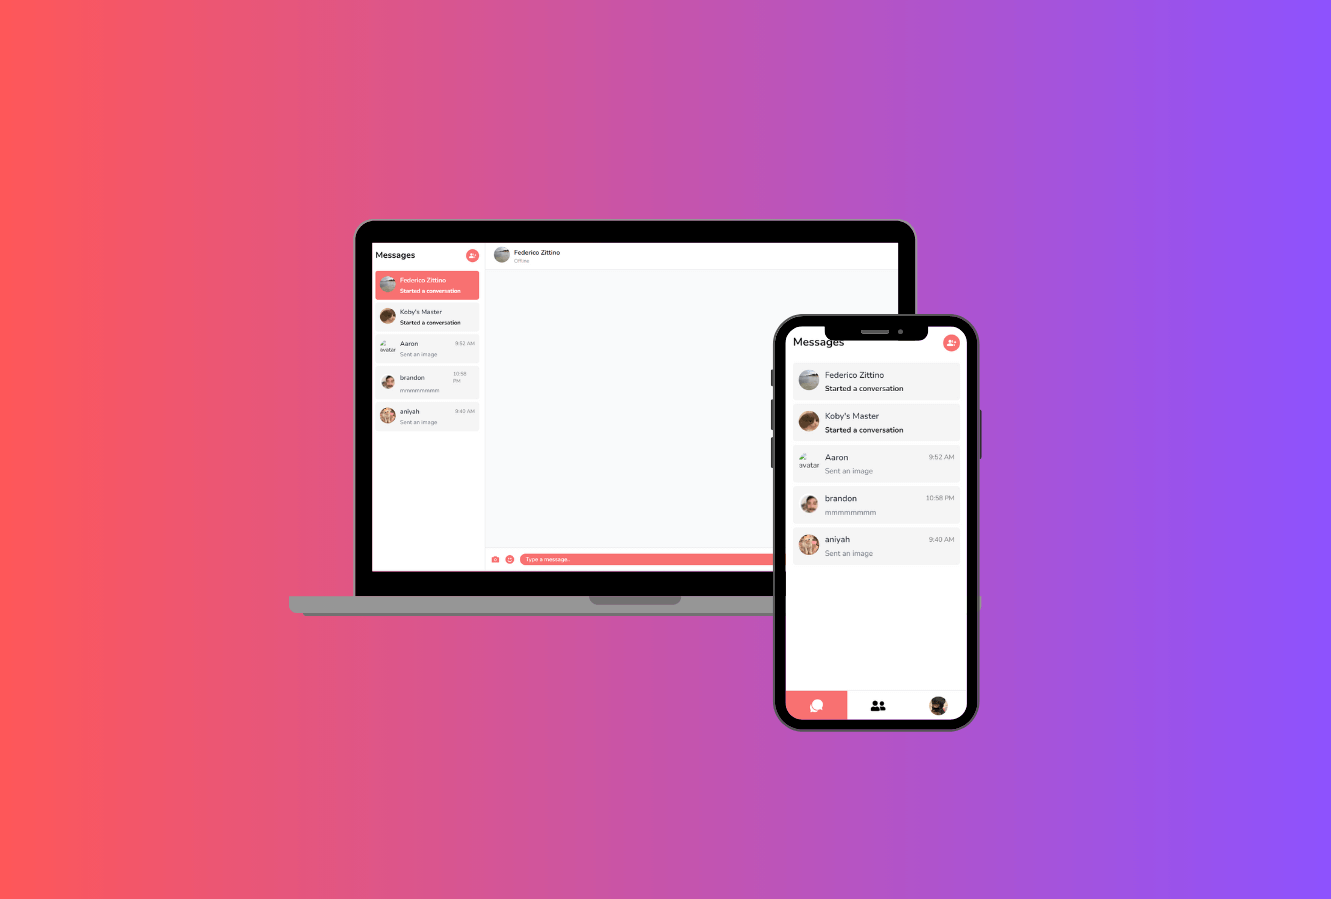 Messages
Federico Zittino
Started a conversation
Koby's Master
Started a conversation
avatar
Aaron
9:52 AM
Sent an image
brandon
10:58
PM
mmmmmmmm
aniyah
9:40 AM
Sent an image
Federico Zittino
Offline
Type a message..
Messages
Federico Zittino
Started a conversation
Koby's Master
Started a conversation
avatar
Aaron
9:52 AM
Sent an image
brandon
10:58 PM
mmmmmmmm
aniyah
9:40 AM
Sent an image